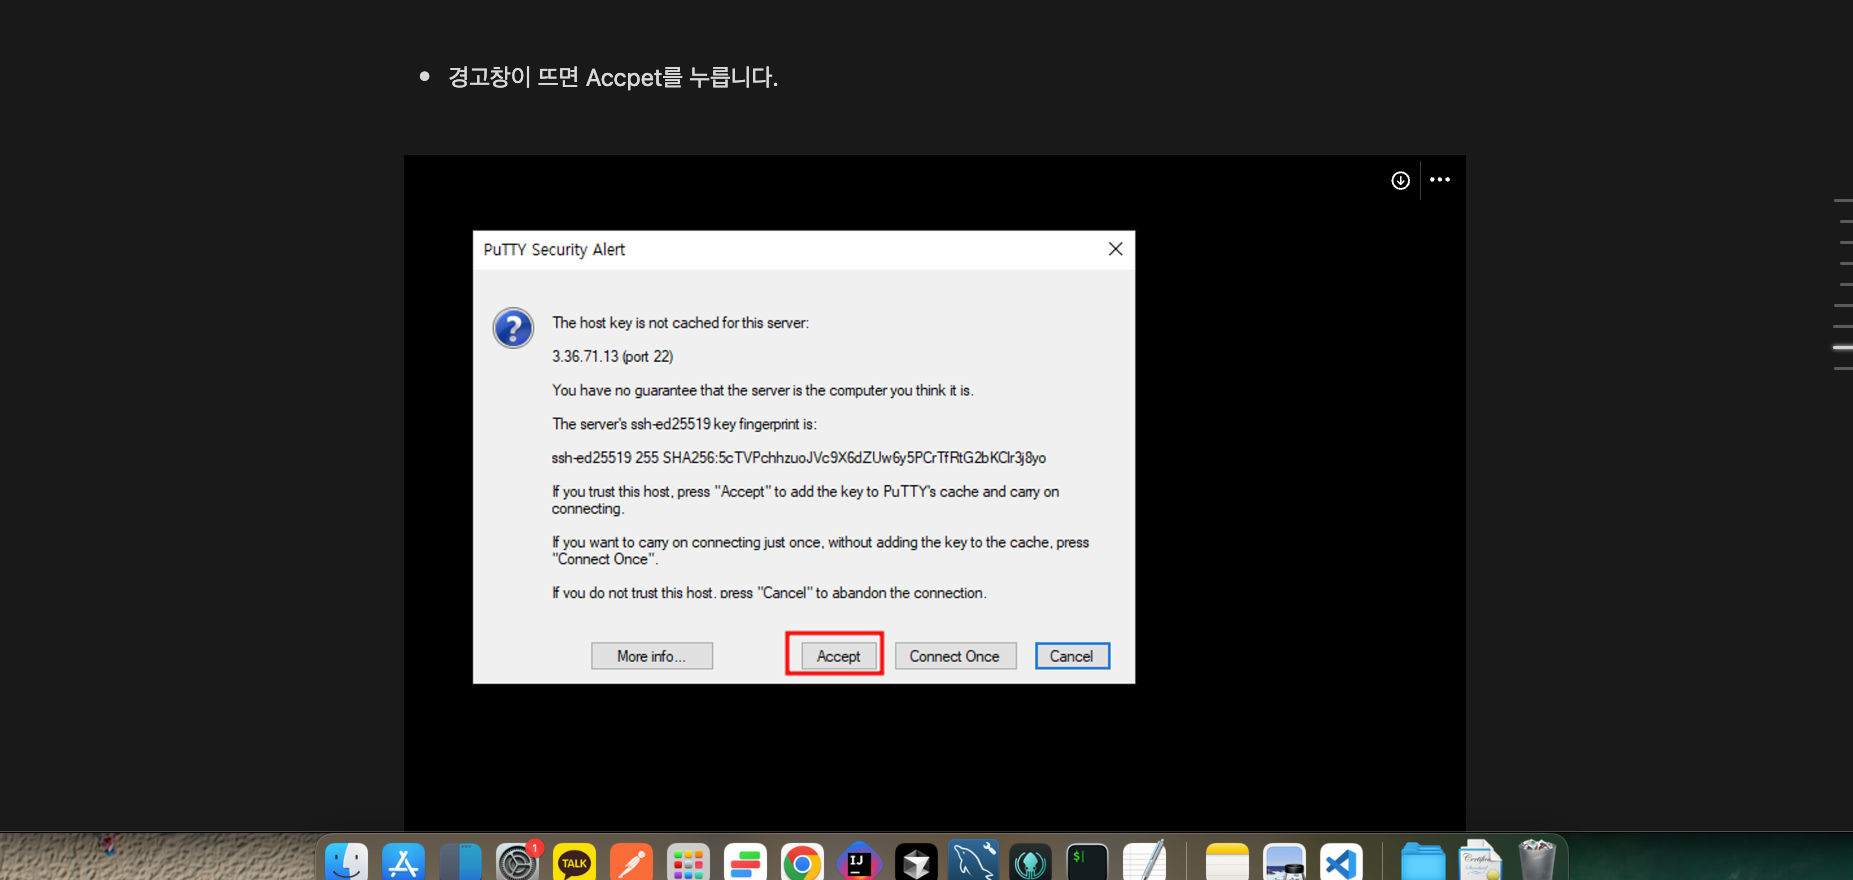 경고창이 뜨면 Accpet를 누릅니다.
PuTTY Security Alert
The host key is not cached for this server:
3.36.71.13 (port 22)
You have no guarantee that the server is the computer you think it is.
The server's ssh-ed25519 key fingerprint is:
ssh-ed25519 255 SHA256:5cTVPchhzuoJVc9X6dZUw6y5PCrTfRtG2bKClr3j8yo
If you trust this host, press "Accept" to add the key to PuTTY's cache and carry on
connecting.
If you want to carry on connecting just once, without adding the key to the cache, press
"Connect Once".
If you do not trust this host, press "Cancel" to abandon the connection.
More info...
Accept
Connect Once
Cancel
1
TALK
IJ
$